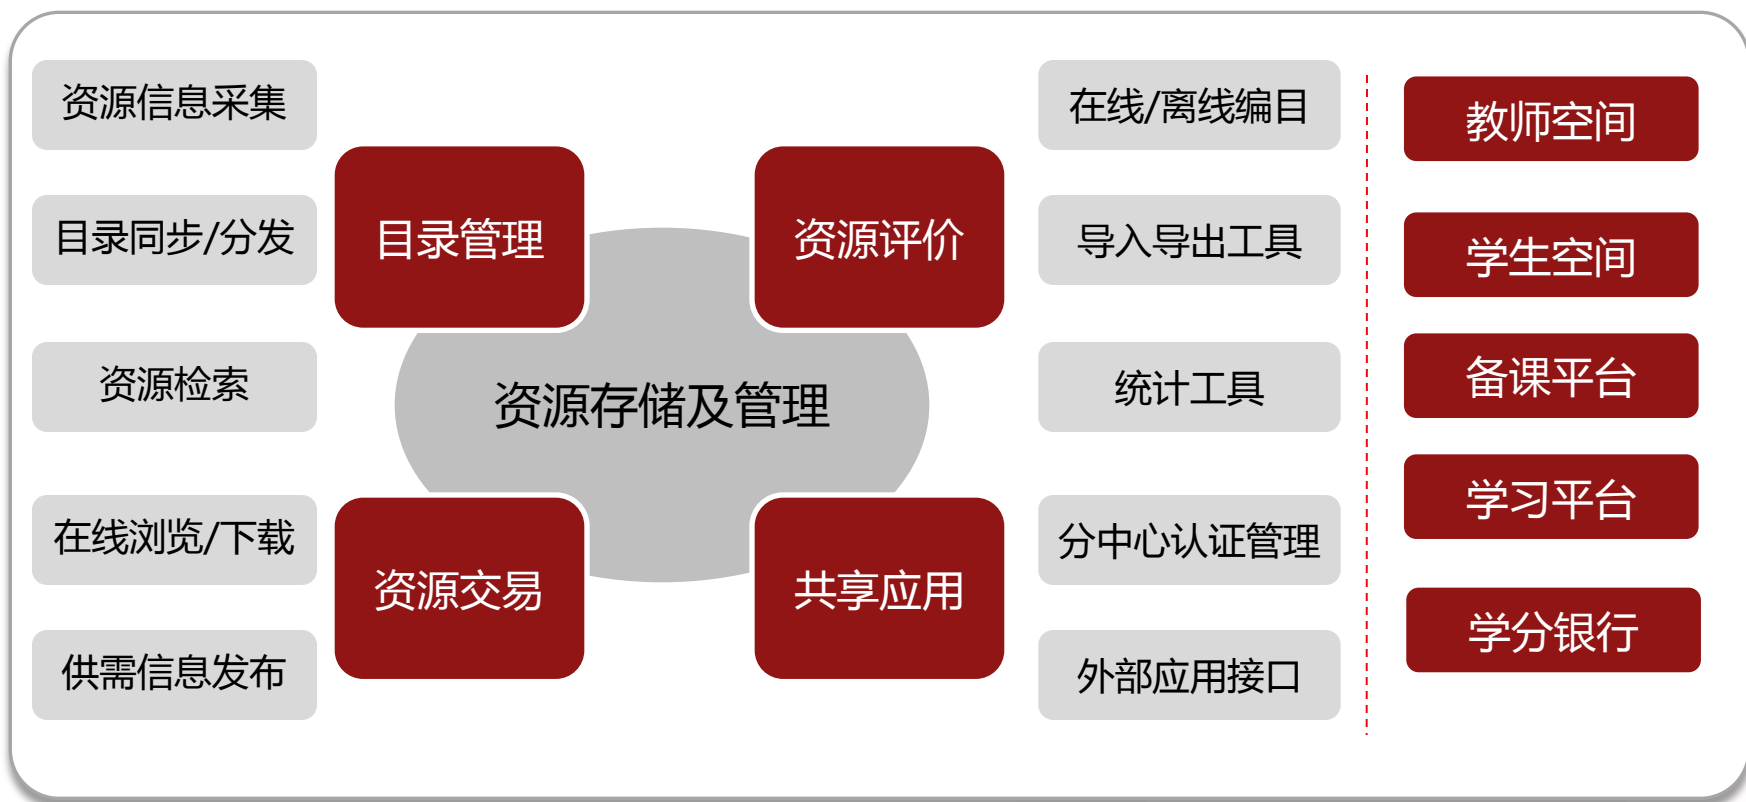 资源信息采集
目录同步/分发
资源检索
在线浏览/下载
供需信息发布
目录管理
资源评价
资源存储及管理
资源交易
共享应用
在线/离线编目
导入导出工具
统计工具
分中心认证管理
外部应用接口
教师空间
学生空间
备课平台
学习平台
学分银行